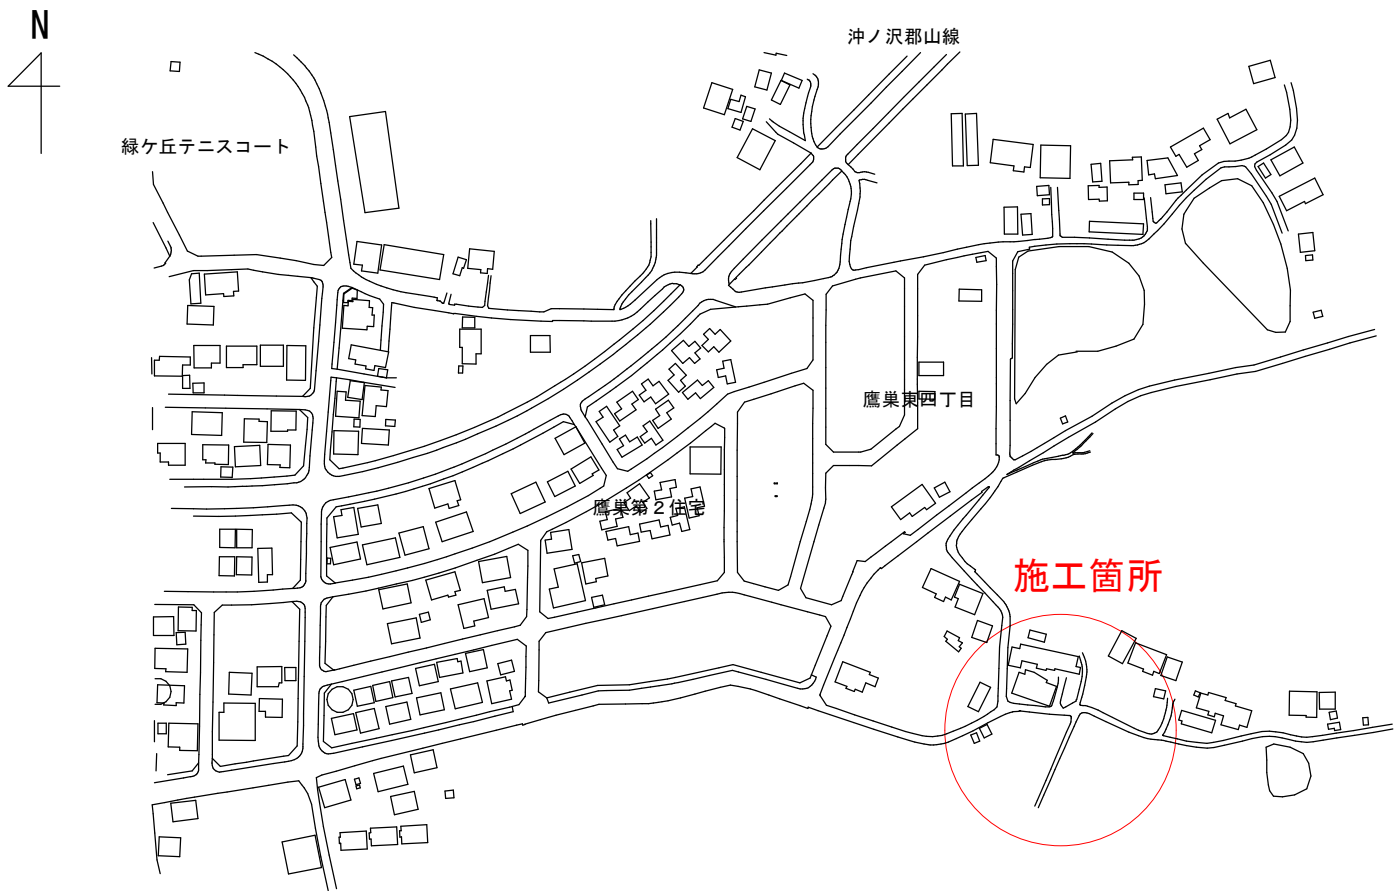 N
沖ノ沢郡山線
緑ケ丘テニスコート
鷹巣東四丁目
鷹巣第２住宅
施工箇所